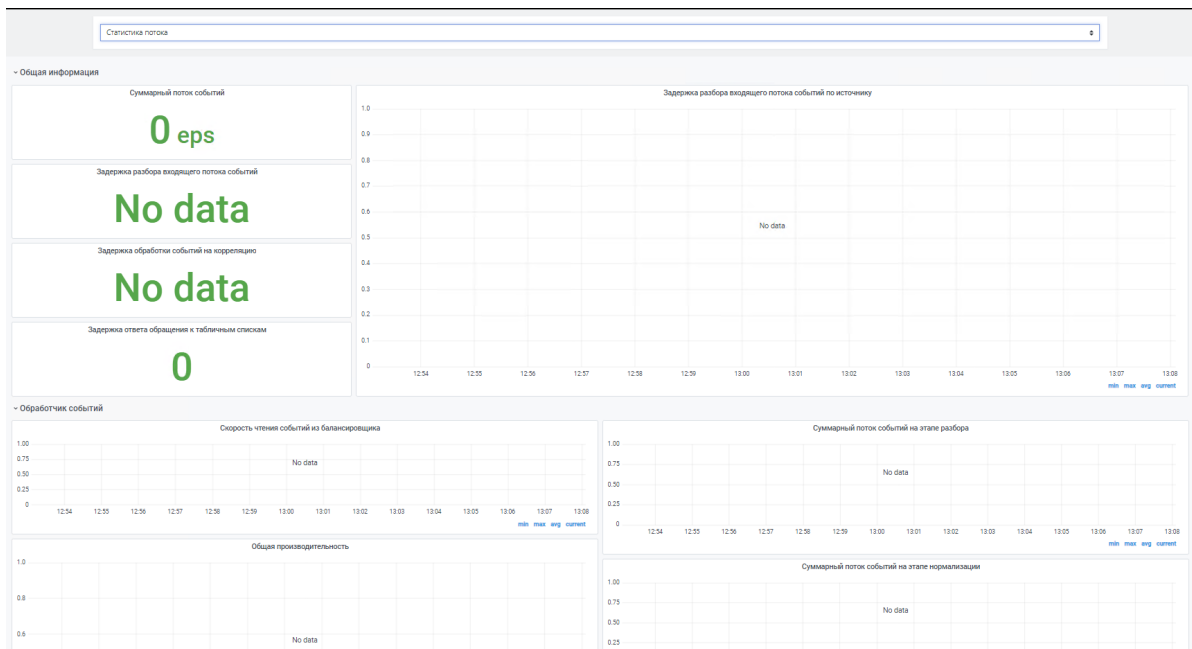 Статистика потока
Общая информация
Суммарный поток событий
0 eps
Задержка разбора входящего потока событий
No data
Задержка обработки событий на корреляцию
No data
Задержка ответа обращения к табличным спискам
0
Задержка разбора входящего потока событий по источнику
1.0
0.9
0.8
0.7
0.6
No data
0.5
0.4
0.3
0.2
0.1
0
12:54 12:55 12:56 12:57 12:58 12:59 13:00 13:01 13:02 13:03 13:04 13:05 13:06 13:07 13:08
min max avg current
Обработчик событий
Скорость чтения событий из балансировщика
1.00
0.75
No data
0.50
0.25
0
12:54 12:55 12:56 12:57 12:58 12:59 13:00 13:01 13:02 13:03 13:04 13:05 13:06 13:07 13:08
min max avg current
Суммарный поток событий на этапе разбора
1.00
0.75
No data
0.50
0.25
0
12:54 12:55 12:56 12:57 12:58 12:59 13:00 13:01 13:02 13:03 13:04 13:05 13:06 13:07 13:08
min max avg current
Общая производительность
1.0
0.8
0.6
No data
Суммарный поток событий на этапе нормализации
1.00
0.75
No data
0.50
0.25